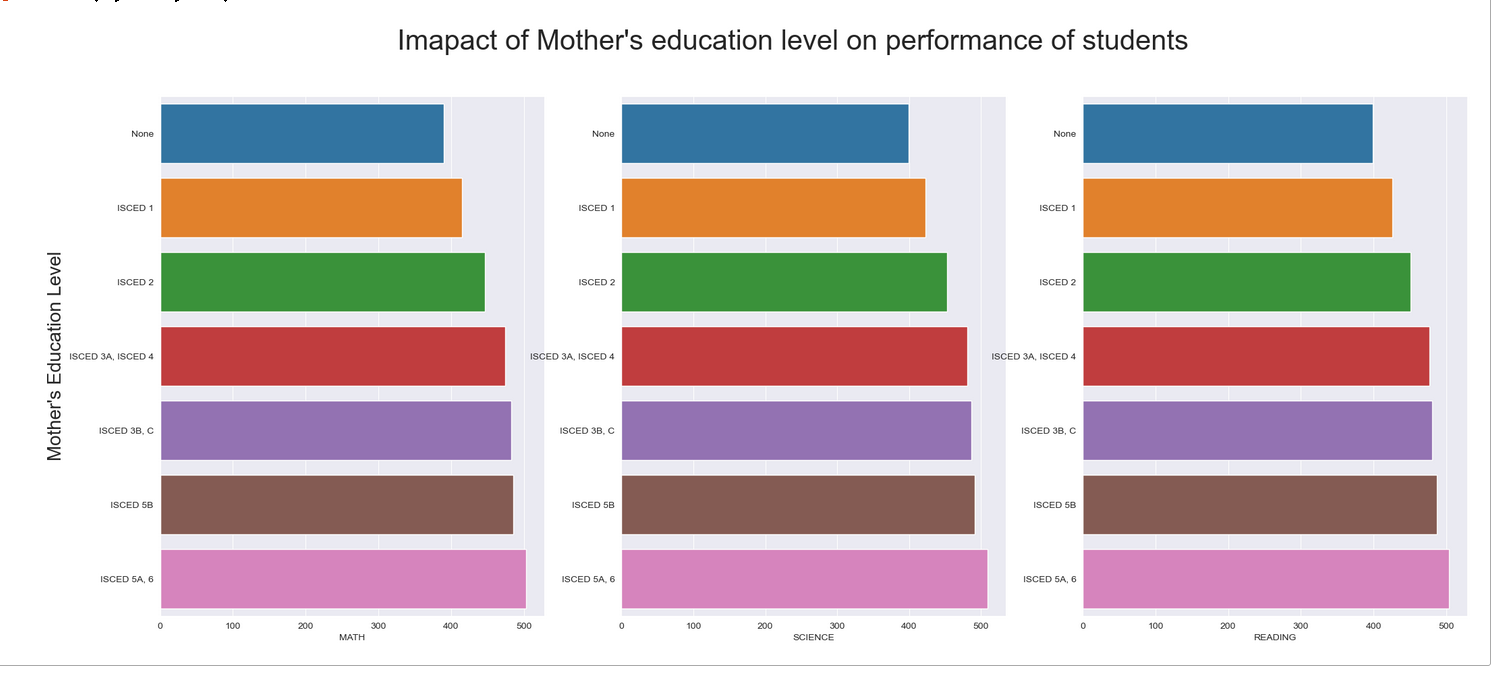 Imapact of Mother's education level on performance of students
Mother's Education Level
None
ISCED 1
ISCED 2
ISCED 3A, ISCED 4
ISCED 3B, C
ISCED 5B
ISCED 5A, 6
0 100 200 300 400 500
MATH
None
ISCED 1
ISCED 2
ISCED 3A, ISCED 4
ISCED 3B, C
ISCED 5B
ISCED 5A, 6
0 100 200 300 400 500
SCIENCE
None
ISCED 1
ISCED 2
ISCED 3A, ISCED 4
ISCED 3B, C
ISCED 5B
ISCED 5A, 6
0 100 200 300 400 500
READING